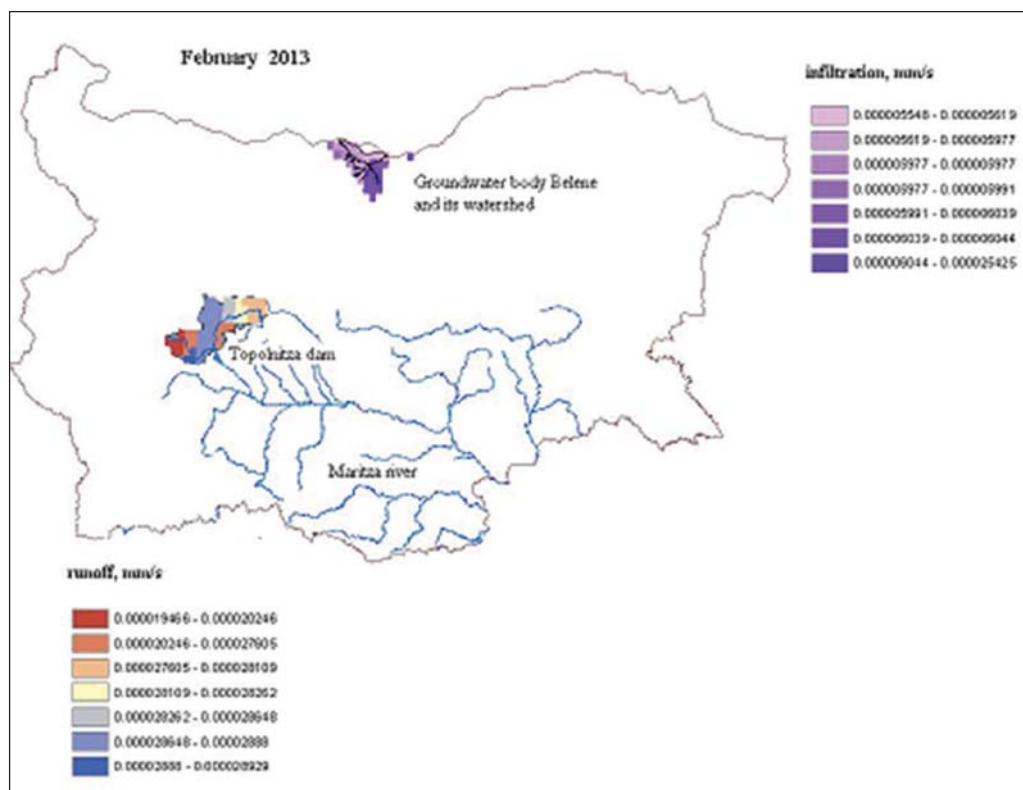 February 2013
infiltration, mm/s
0.000005548 - 0.000005619
0.000005619 - 0.000005977
0.000005977 - 0.000005977
0.000005977 - 0.000005991
0.000005991 - 0.000006039
0.000006039 - 0.000006044
0.000006044 - 0.000025425
Groundwater body Belene
and its watershed
Topolnitza dam
Maritza river
runoff, mm/s
0.000019466 - 0.000020246
0.000020246 - 0.000027605
0.000027605 - 0.000028109
0.000028109 - 0.000028262
0.000028262 - 0.000028648
0.000028648 - 0.00002888
0.00002888 - 0.000028929